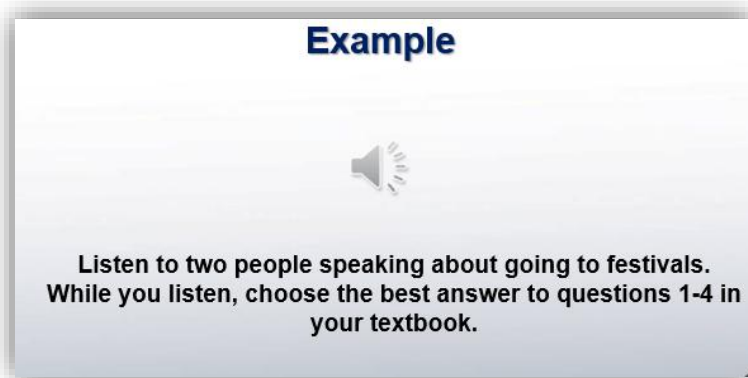 Example
Listen to two people speaking about going to festivals.
While you listen, choose the best answer to questions 1-4 in
your textbook.